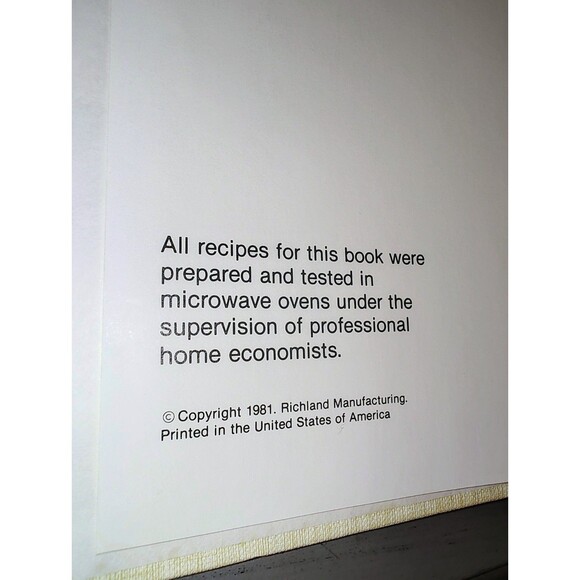 All recipes for this book were
prepared and tested in
microwave ovens under the
supervision of professional
home economists.
© Copyright 1981. Richland Manufacturing.
Printed in the United States of America